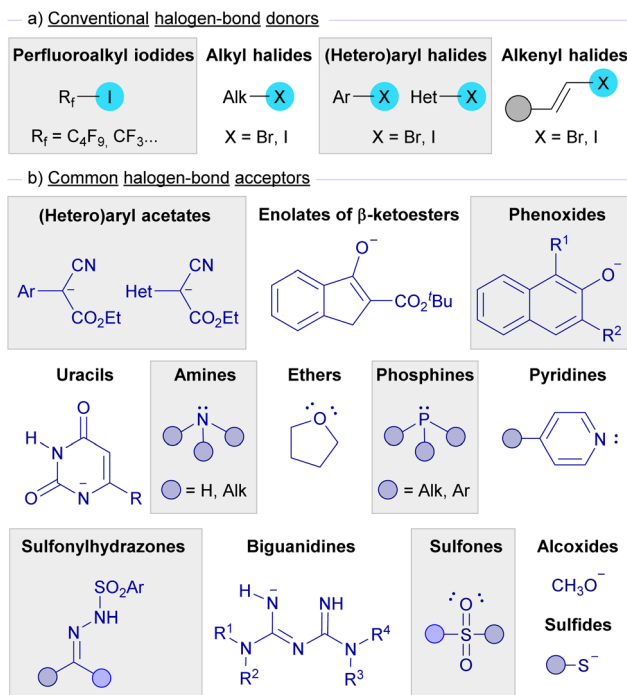 a) Conventional halogen-bond donors
Perfluoroalkyl iodides
Alkyl halides
(Hetero)aryl halides
Alkenyl halides
R_f I
Alk X
Ar X
Het X
X
R_f = C4F9, CF3...
X = Br, I
X = Br, I
X = Br, I
b) Common halogen-bond acceptors
(Hetero)aryl acetates
Enolates of β-ketoesters
Phenoxides
CN
Ar −
CO2Et
CN
Het −
CO2Et
O−
CO2tBu
R1
O−
R2
Uracils
Amines
Ethers
Phosphines
Pyridines
O
H N
O N− R
N
= H, Alk
O
P
= Alk, Ar
N:
Sulfonylhydrazones
Biguanidines
Sulfones
Alcoxides
SO2Ar
NH
N
H N− NH
R1 N N N R4
R2 R3
O
S
O
CH3O−
Sulfides
S−